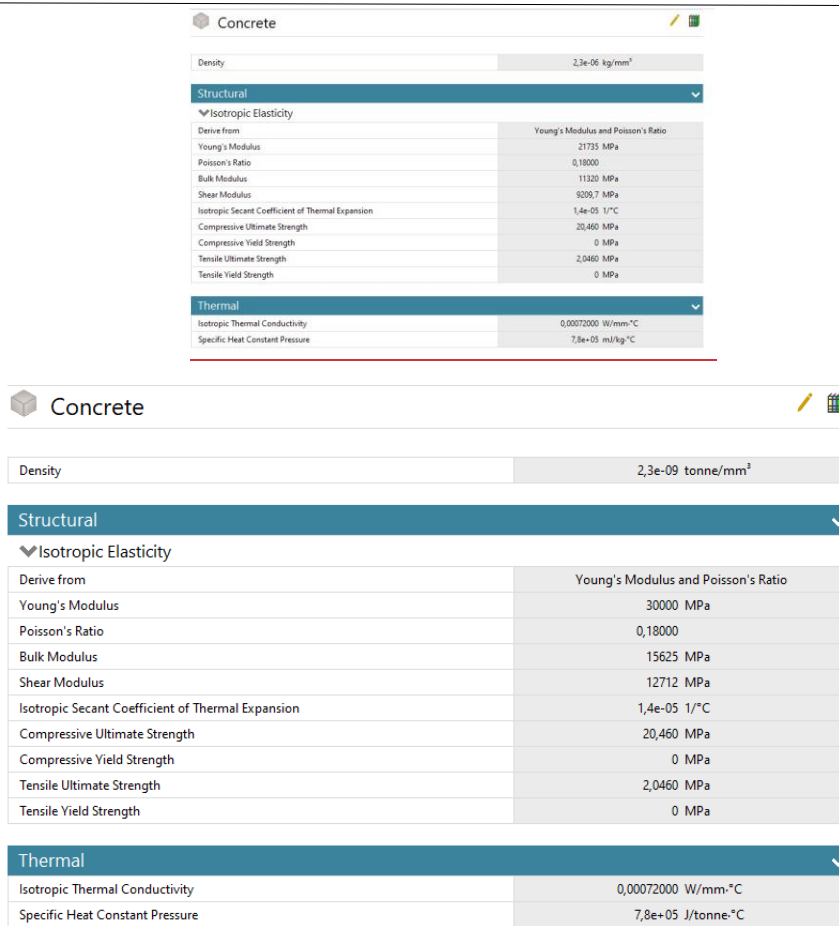 Concrete
Density 2,3e-06 kg/mm³
Structural
Isotropic Elasticity
Derive from Young's Modulus and Poisson's Ratio
Young's Modulus 21735 MPa
Poisson's Ratio 0,18000
Bulk Modulus 11320 MPa
Shear Modulus 9209,7 MPa
Isotropic Secant Coefficient of Thermal Expansion 1,4e-05 1/°C
Compressive Ultimate Strength 20,460 MPa
Compressive Yield Strength 0 MPa
Tensile Ultimate Strength 2,0460 MPa
Tensile Yield Strength 0 MPa
Thermal
Isotropic Thermal Conductivity 0,00072000 W/mm·°C
Specific Heat Constant Pressure 7,8e+05 mJ/kg·°C
Concrete
Density 2,3e-09 tonne/mm³
Structural
Isotropic Elasticity
Derive from Young's Modulus and Poisson's Ratio
Young's Modulus 30000 MPa
Poisson's Ratio 0,18000
Bulk Modulus 15625 MPa
Shear Modulus 12712 MPa
Isotropic Secant Coefficient of Thermal Expansion 1,4e-05 1/°C
Compressive Ultimate Strength 20,460 MPa
Compressive Yield Strength 0 MPa
Tensile Ultimate Strength 2,0460 MPa
Tensile Yield Strength 0 MPa
Thermal
Isotropic Thermal Conductivity 0,00072000 W/mm·°C
Specific Heat Constant Pressure 7,8e+05 J/tonne·°C